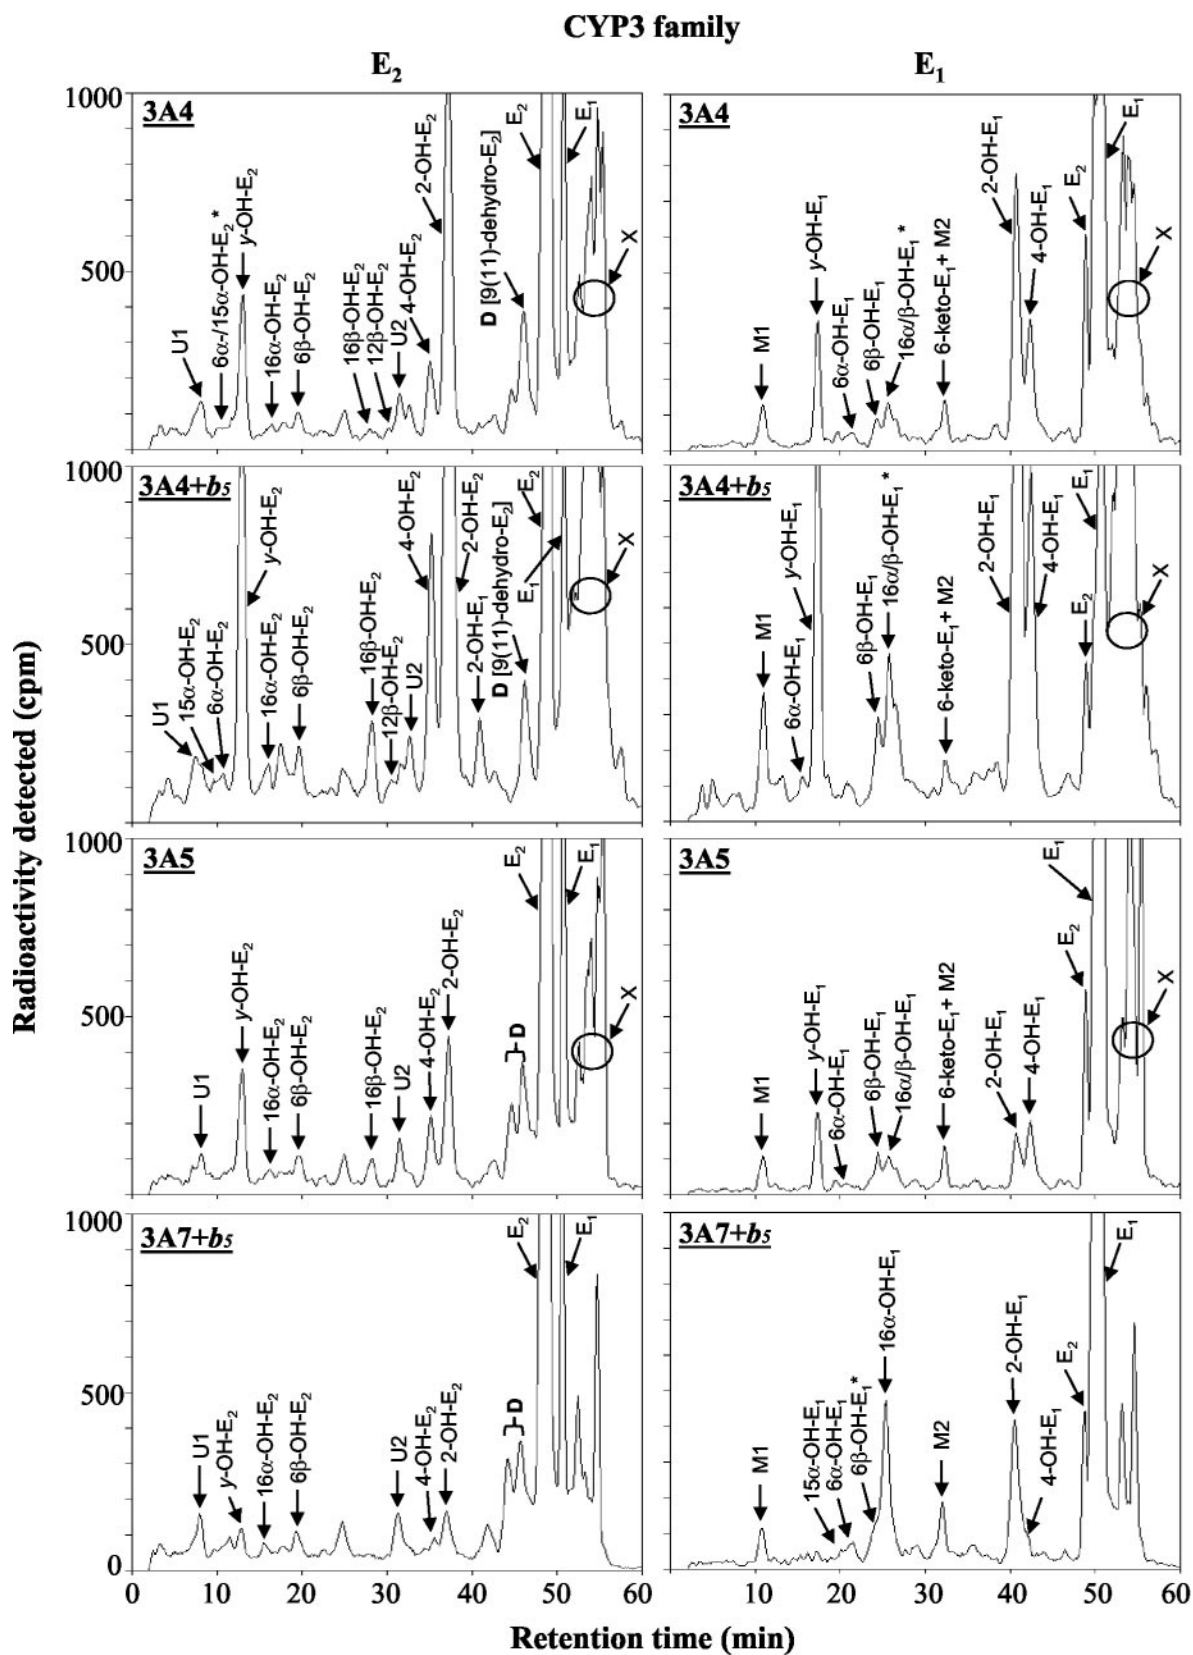 CYP3 family
E₂
E₁
Radioactivity detected (cpm)
3A4
1000
500
U1
6α-/15α-OH-E₂*
y-OH-E₂
16α-OH-E₂
6β-OH-E₂
16β-OH-E₂
12β-OH-E₂
U2
4-OH-E₂
2-OH-E₂
D [9(11)-dehydro-E₂]
E₂
E₁
X
3A4
M1
y-OH-E₁
6α-OH-E₁
6β-OH-E₁
16α/β-OH-E₁*
6-keto-E₁+ M2
2-OH-E₁
4-OH-E₁
E₂
E₁
X
3A4+b₅
1000
500
U1
15α-OH-E₂
6α-OH-E₂
y-OH-E₂
16α-OH-E₂
6β-OH-E₂
16β-OH-E₂
12β-OH-E₂
U2
4-OH-E₂
2-OH-E₂
2-OH-E₁
D [9(11)-dehydro-E₂]
E₂
E₁
X
3A4+b₅
M1
6α-OH-E₁
y-OH-E₁
6β-OH-E₁
16α/β-OH-E₁*
6-keto-E₁+ M2
2-OH-E₁
4-OH-E₁
E₂
E₁
X
3A5
1000
500
U1
y-OH-E₂
16α-OH-E₂
6β-OH-E₂
16β-OH-E₂
U2
4-OH-E₂
2-OH-E₂
D
E₂
E₁
X
3A5
M1
y-OH-E₁
6α-OH-E₁
6β-OH-E₁
16α/β-OH-E₁
6-keto-E₁+ M2
2-OH-E₁
4-OH-E₁
E₂
E₁
X
3A7+b₅
1000
500
0
U1
y-OH-E₂
16α-OH-E₂
6β-OH-E₂
U2
4-OH-E₂
2-OH-E₂
D
E₂
E₁
3A7+b₅
M1
15α-OH-E₁
6α-OH-E₁
6β-OH-E₁*
16α-OH-E₁
M2
2-OH-E₁
4-OH-E₁
E₂
E₁
0 10 20 30 40 50 60
10 20 30 40 50 60
Retention time (min)